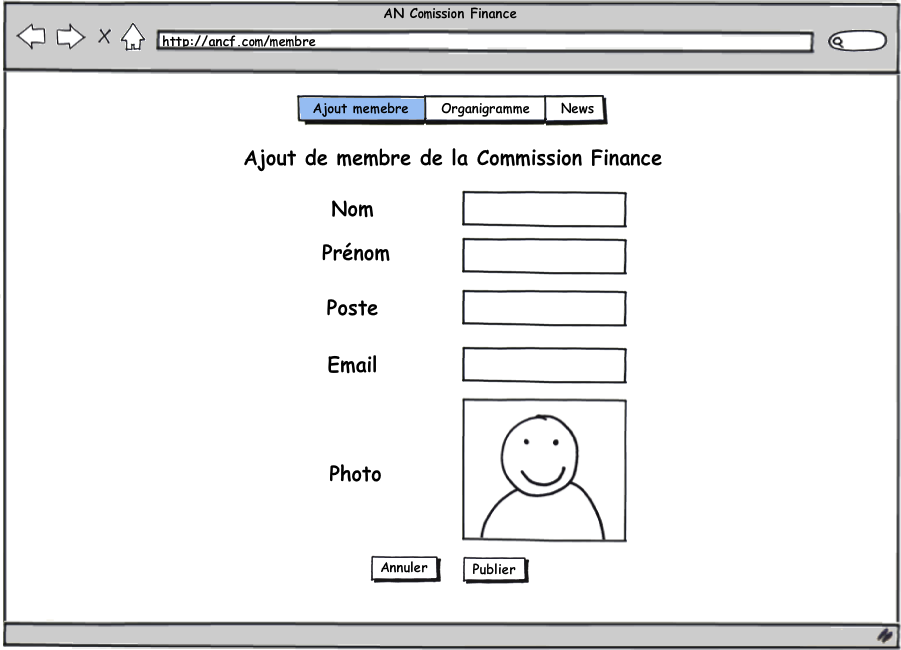 AN Comission Finance
http://ancf.com/membre
Ajout memebre Organigramme News
Ajout de membre de la Commission Finance
Nom
Prénom
Poste
Email
Photo
Annuler Publier